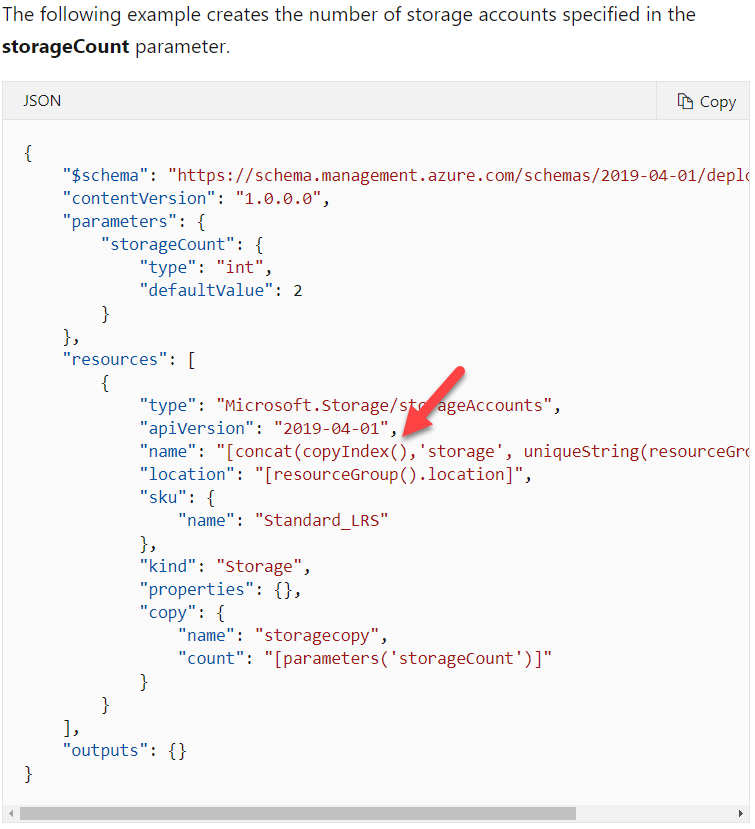 The following example creates the number of storage accounts specified in the
storageCount parameter.
JSON
Copy
{
    "$schema": "https://schema.management.azure.com/schemas/2019-04-01/deplo
    "contentVersion": "1.0.0.0",
    "parameters": {
        "storageCount": {
            "type": "int",
            "defaultValue": 2
        }
    },
    "resources": [
        {
            "type": "Microsoft.Storage/storageAccounts",
            "apiVersion": "2019-04-01",
            "name": "[concat(copyIndex(),'storage', uniqueString(resourceGro
            "location": "[resourceGroup().location]",
            "sku": {
                "name": "Standard_LRS"
            },
            "kind": "Storage",
            "properties": {},
            "copy": {
                "name": "storagecopy",
                "count": "[parameters('storageCount')]"
            }
        }
    ],
    "outputs": {}
}